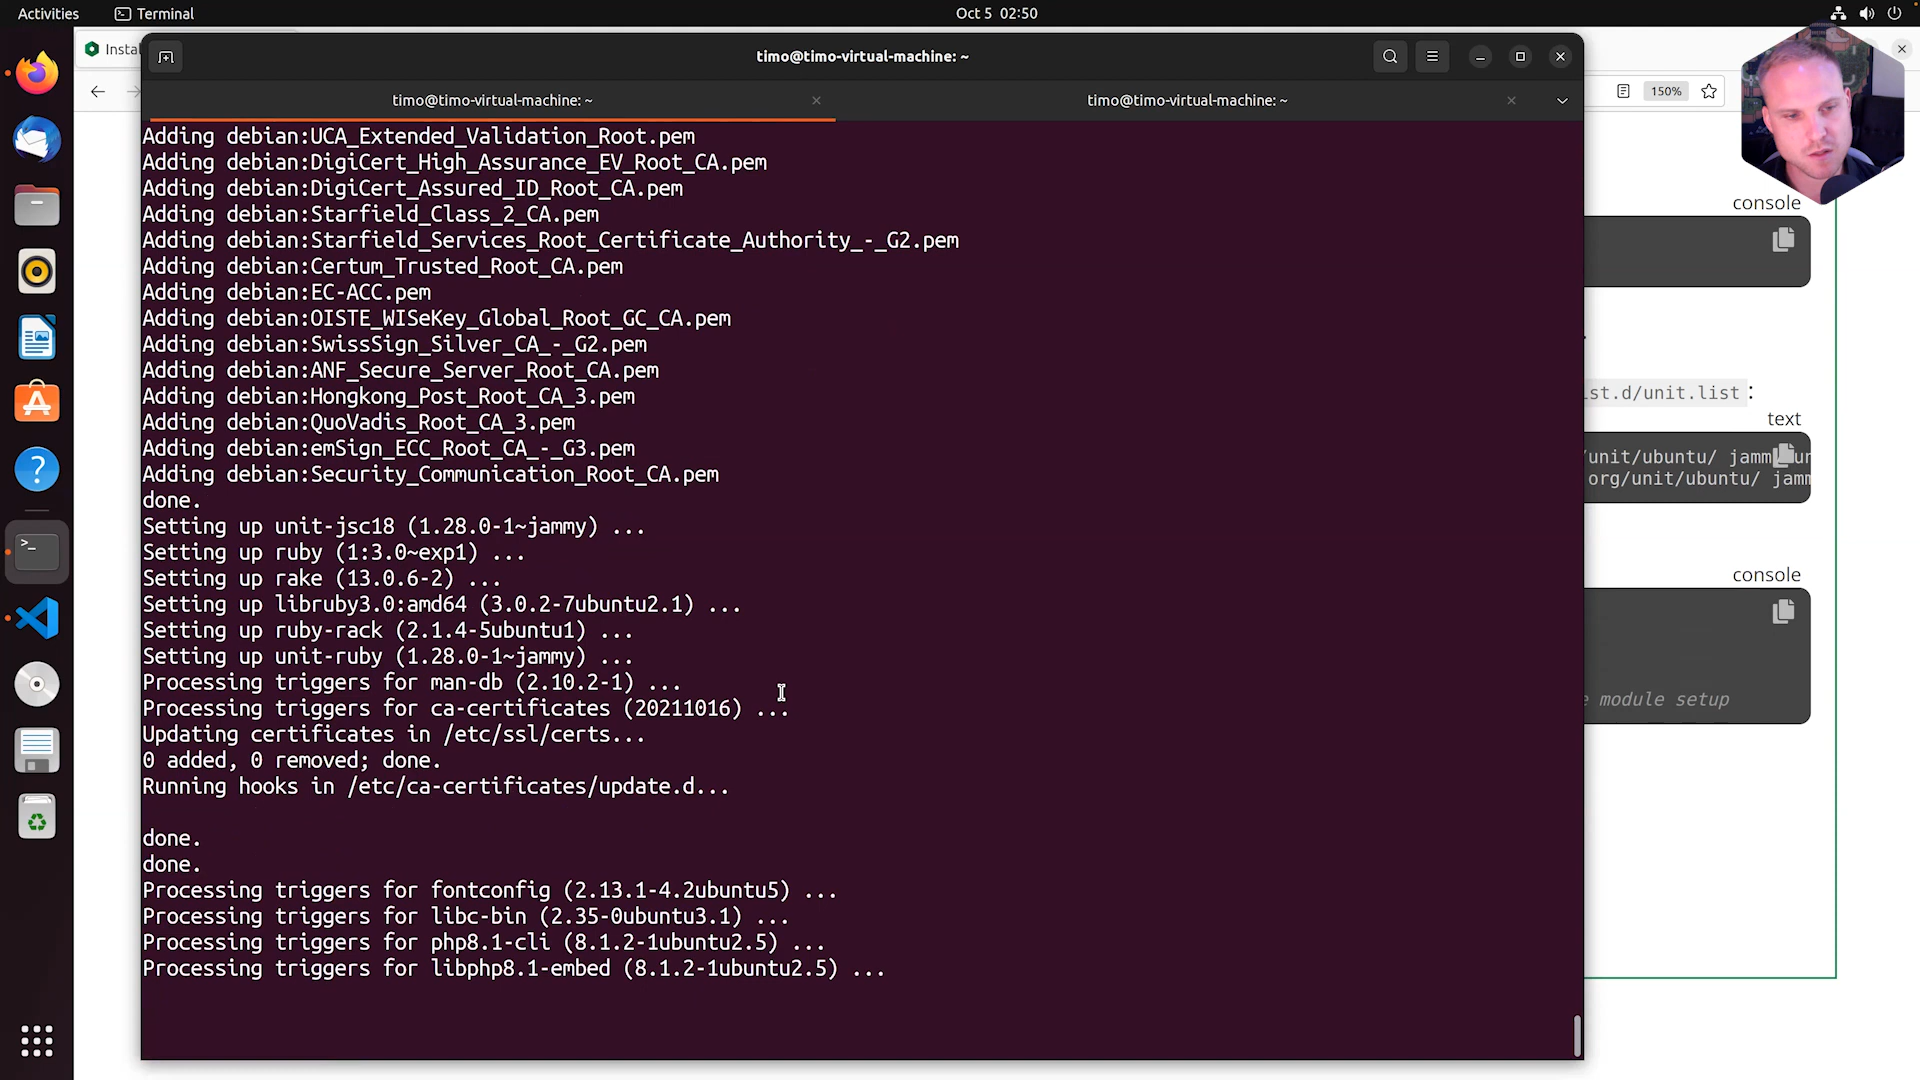 Activities
Terminal
Oct 5 02:50
Insta
timo@timo-virtual-machine: ~
timo@timo-virtual-machine: ~
timo@timo-virtual-machine: ~
150%
Adding debian:UCA_Extended_Validation_Root.pem
Adding debian:DigiCert_High_Assurance_EV_Root_CA.pem
Adding debian:DigiCert_Assured_ID_Root_CA.pem
Adding debian:Starfield_Class_2_CA.pem
Adding debian:Starfield_Services_Root_Certificate_Authority_-_G2.pem
Adding debian:Certum_Trusted_Root_CA.pem
Adding debian:EC-ACC.pem
Adding debian:OISTE_WISeKey_Global_Root_GC_CA.pem
Adding debian:SwissSign_Silver_CA_-_G2.pem
Adding debian:ANF_Secure_Server_Root_CA.pem
Adding debian:Hongkong_Post_Root_CA_3.pem
Adding debian:QuoVadis_Root_CA_3.pem
Adding debian:emSign_ECC_Root_CA_-_G3.pem
Adding debian:Security_Communication_Root_CA.pem
done.
Setting up unit-jsc18 (1.28.0-1~jammy) ...
Setting up ruby (1:3.0~exp1) ...
Setting up rake (13.0.6-2) ...
Setting up libruby3.0:amd64 (3.0.2-7ubuntu2.1) ...
Setting up ruby-rack (2.1.4-5ubuntu1) ...
Setting up unit-ruby (1.28.0-1~jammy) ...
Processing triggers for man-db (2.10.2-1) ...
Processing triggers for ca-certificates (20211016) ...
Updating certificates in /etc/ssl/certs...
0 added, 0 removed; done.
Running hooks in /etc/ca-certificates/update.d...
done.
done.
Processing triggers for fontconfig (2.13.1-4.2ubuntu5) ...
Processing triggers for libc-bin (2.35-0ubuntu3.1) ...
Processing triggers for php8.1-cli (8.1.2-1ubuntu2.5) ...
Processing triggers for libphp8.1-embed (8.1.2-1ubuntu2.5) ...
console
ist.d/unit.list :
text
/unit/ubuntu/ jamm
org/unit/ubuntu/ jamm
console
e module setup